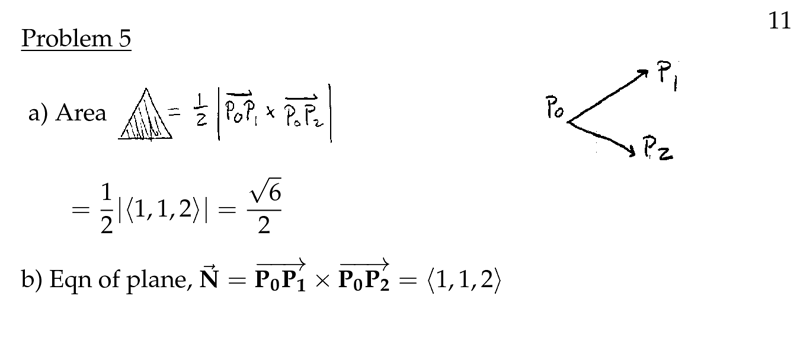 11
Problem 5
a) Area △ = 1/2 |P₀P₁ × P₀P₂|
P₀ P₁ P₂
= 1/2 |⟨1, 1, 2⟩| = √6/2
b) Eqn of plane, N⃗ = P₀P₁ × P₀P₂ = ⟨1, 1, 2⟩